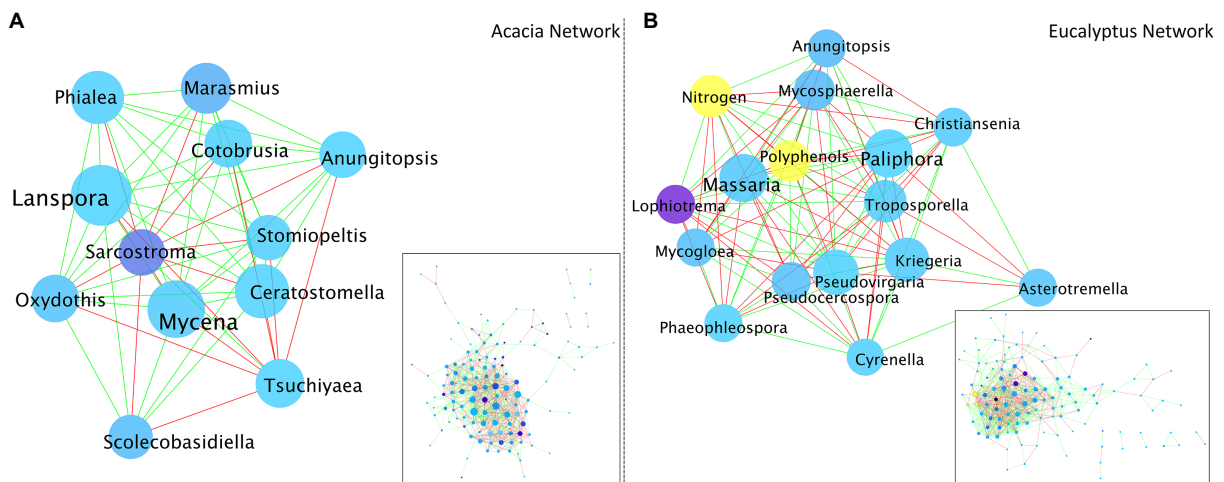 A
Acacia Network
Phialea
Marasmius
Cotobrusia
Anungitopsis
Lanspora
Stomiopeltis
Sarcostroma
Oxydothis
Ceratostomella
Mycena
Tsuchiyaea
Scolecobasidiella
B
Eucalyptus Network
Anungitopsis
Nitrogen
Mycosphaerella
Christiansenia
Polyphenols
Paliphora
Massaria
Lophiotrema
Troposporella
Mycogloea
Kriegeria
Pseudovirgaria
Asterotremella
Pseudocercospora
Phaeophleospora
Cyrenella